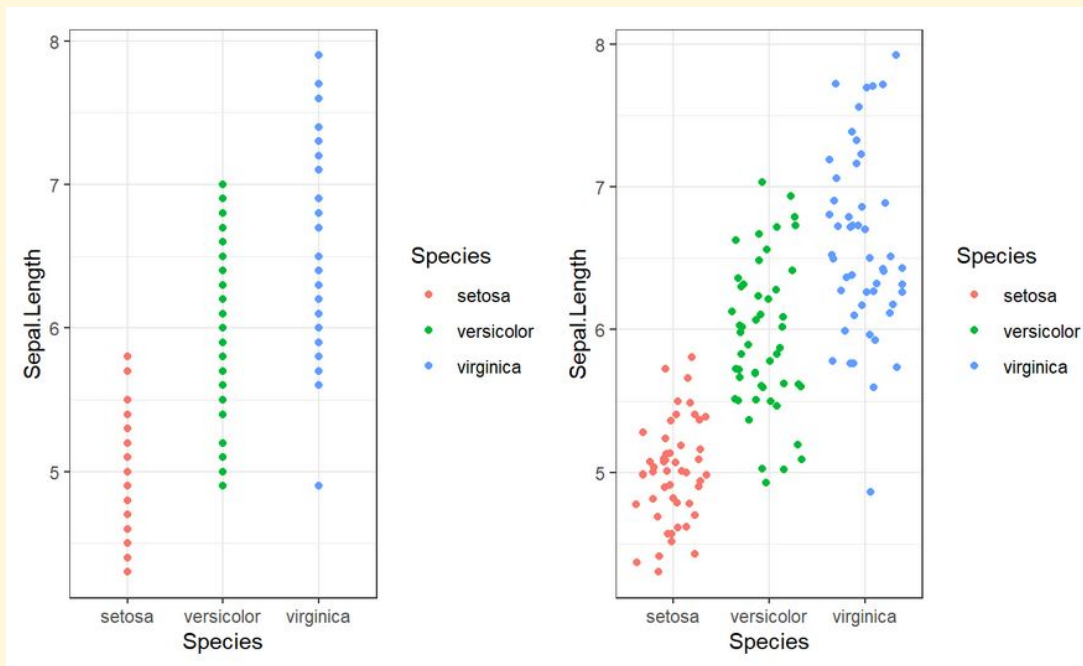 8
7
6
5
Sepal.Length
setosa
versicolor
virginica
Species
Species
setosa
versicolor
virginica
8
7
6
5
Sepal.Length
setosa
versicolor
virginica
Species
Species
setosa
versicolor
virginica